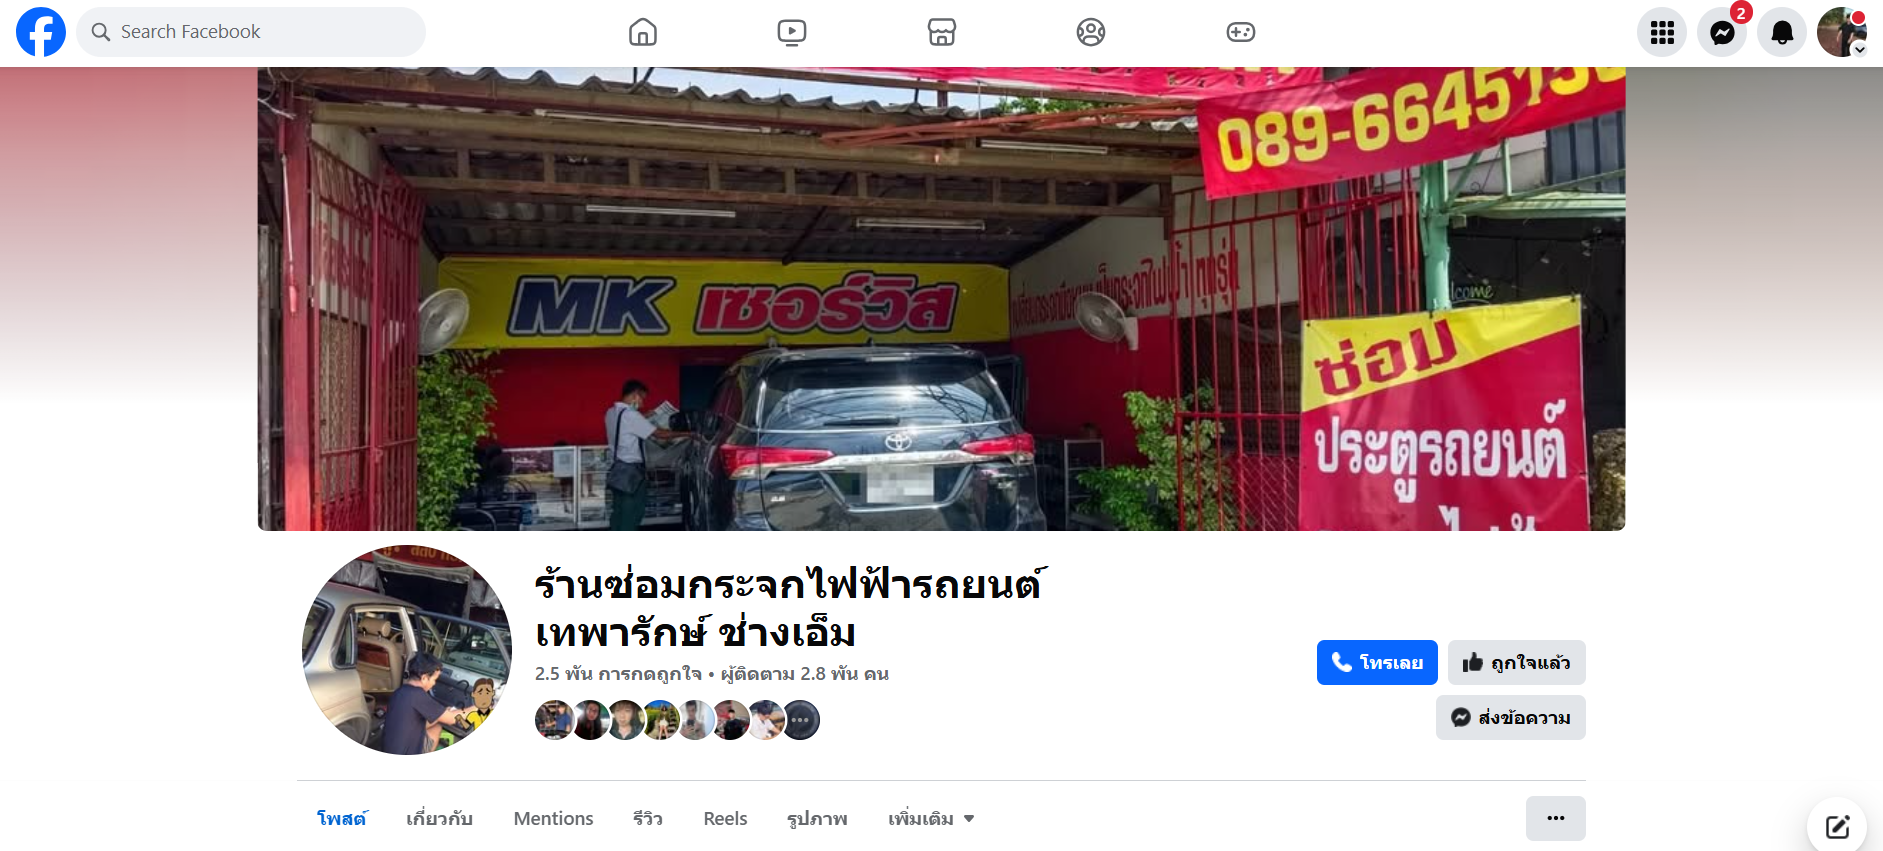 Search Facebook
2
089-6645
MK เซอร์วิส
ซ่อม
ประตูรถยนต์
ร้านซ่อมกระจกไฟฟ้ารถยนต์
เทพารักษ์ ช่างเอ็ม
2.5 พัน การกดถูกใจ • ผู้ติดตาม 2.8 พัน คน
โทรเลย
ถูกใจแล้ว
ส่งข้อความ
โพสต์ เกี่ยวกับ Mentions รีวิว Reels รูปภาพ เพิ่มเติม